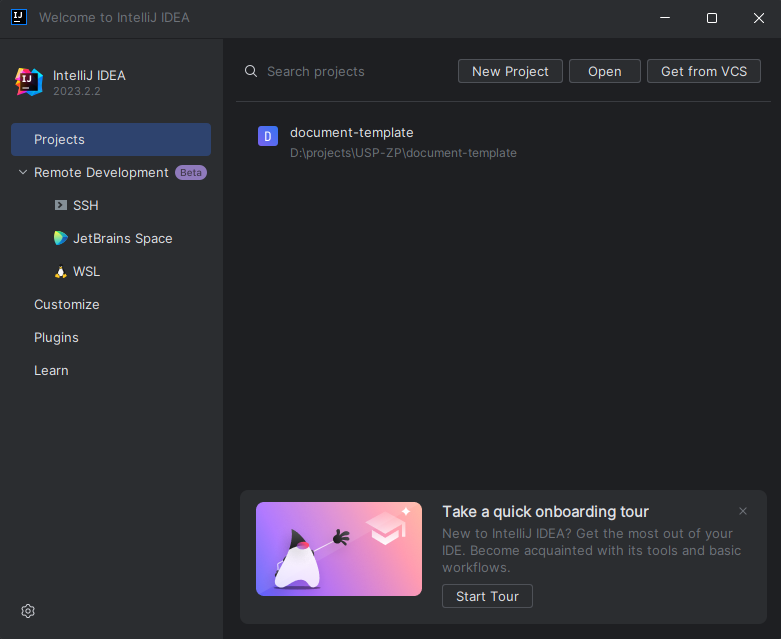 Welcome to IntelliJ IDEA
IntelliJ IDEA
2023.2.2
Projects
Remote Development Beta
SSH
JetBrains Space
WSL
Customize
Plugins
Learn
Search projects
New Project
Open
Get from VCS
D
document-template
D:\projects\USP-ZP\document-template
Take a quick onboarding tour
New to IntelliJ IDEA? Get the most out of your
IDE. Become acquainted with its tools and basic
workflows.
Start Tour